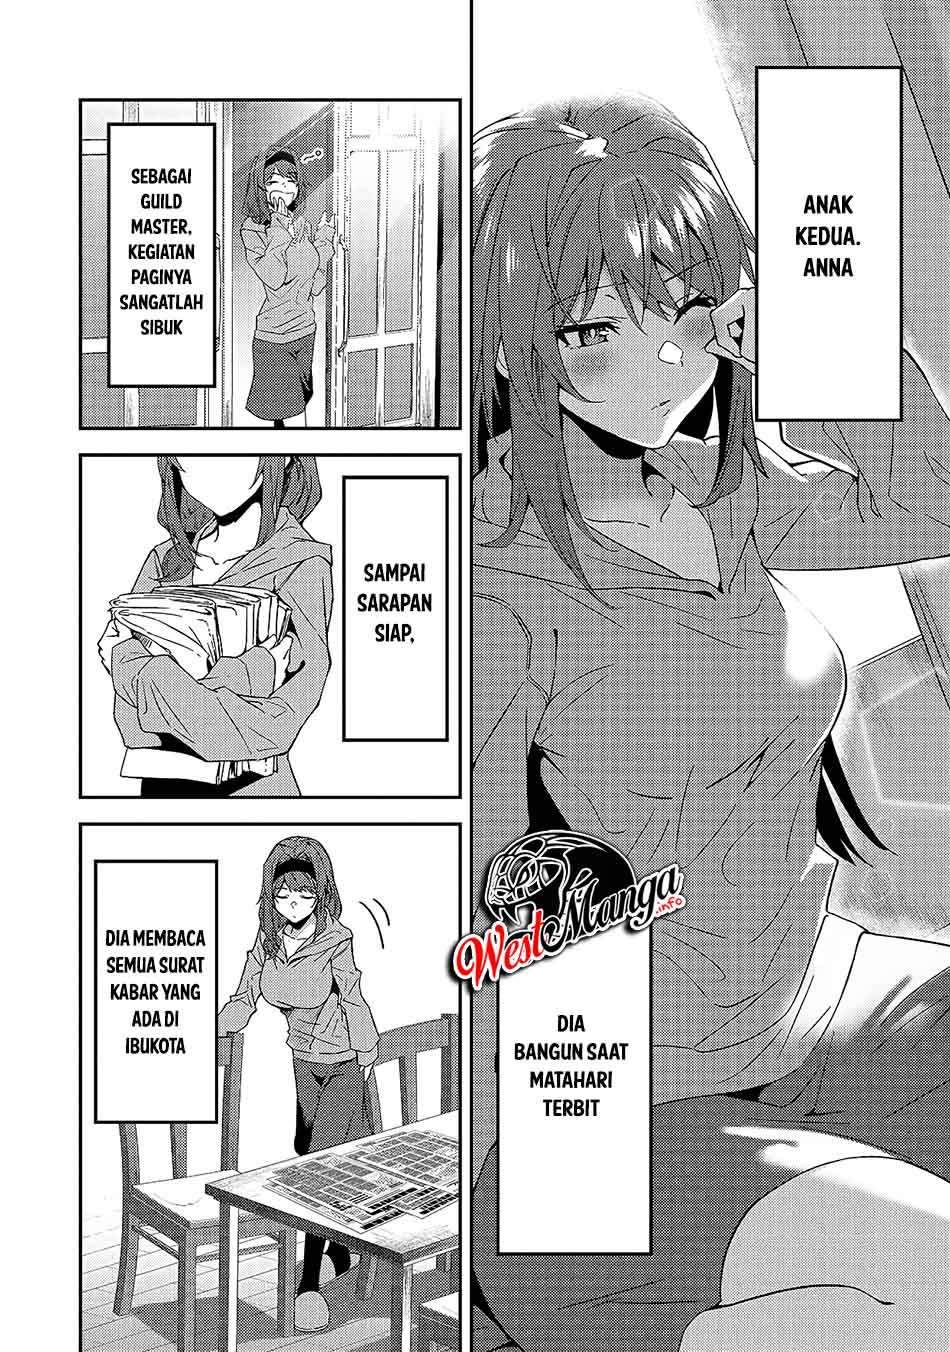 ANAK
KEDUA.
ANNA
DIA
BANGUN SAAT
MATAHARI
TERBIT
SEBAGAI
GUILD
MASTER,
KEGIATAN
PAGINYA
SANGATLAH
SIBUK
SAMPAI
SARAPAN
SIAP,
DIA MEMBACA
SEMUA SURAT
KABAR YANG
ADA DI
IBUKOTA
WestManga
.info